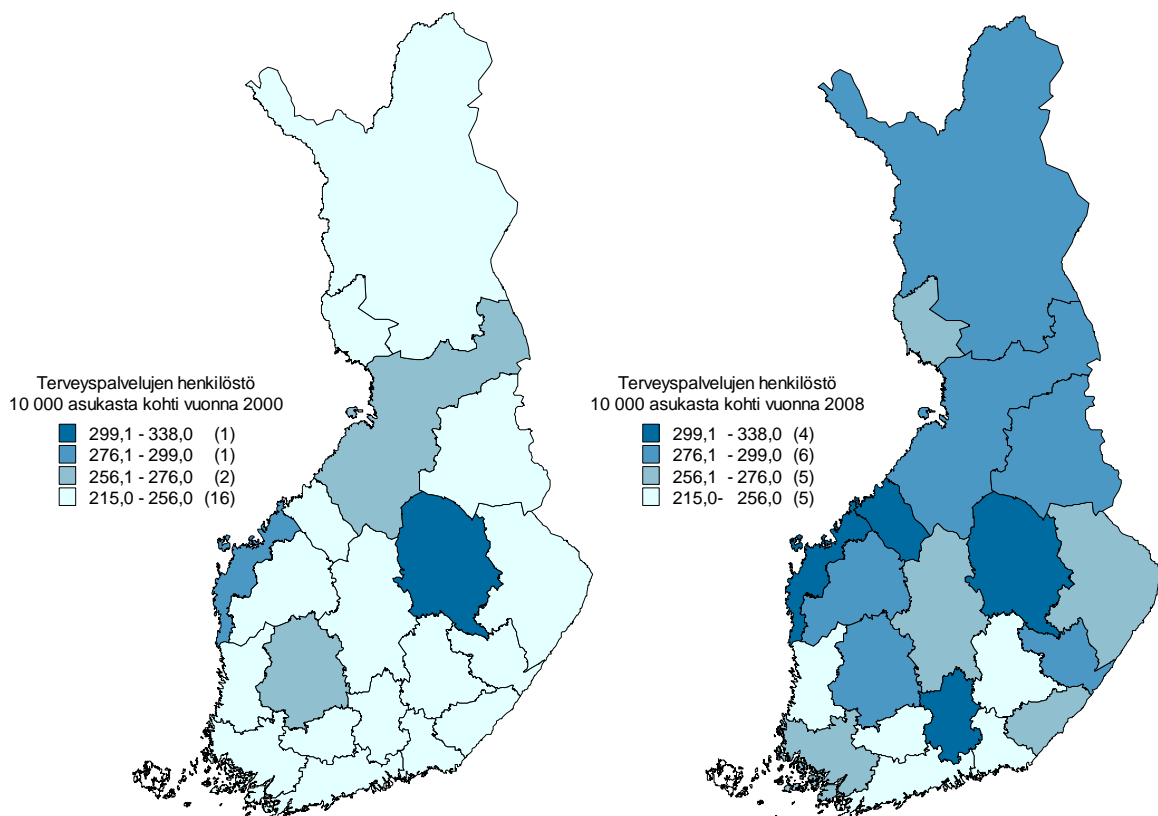 Terveyspalvelujen henkilöstö
10 000 asukasta kohti vuonna 2000
299,1 - 338,0 (1)
276,1 - 299,0 (1)
256,1 - 276,0 (2)
215,0 - 256,0 (16)
Terveyspalvelujen henkilöstö
10 000 asukasta kohti vuonna 2008
299,1 - 338,0 (4)
276,1 - 299,0 (6)
256,1 - 276,0 (5)
215,0- 256,0 (5)